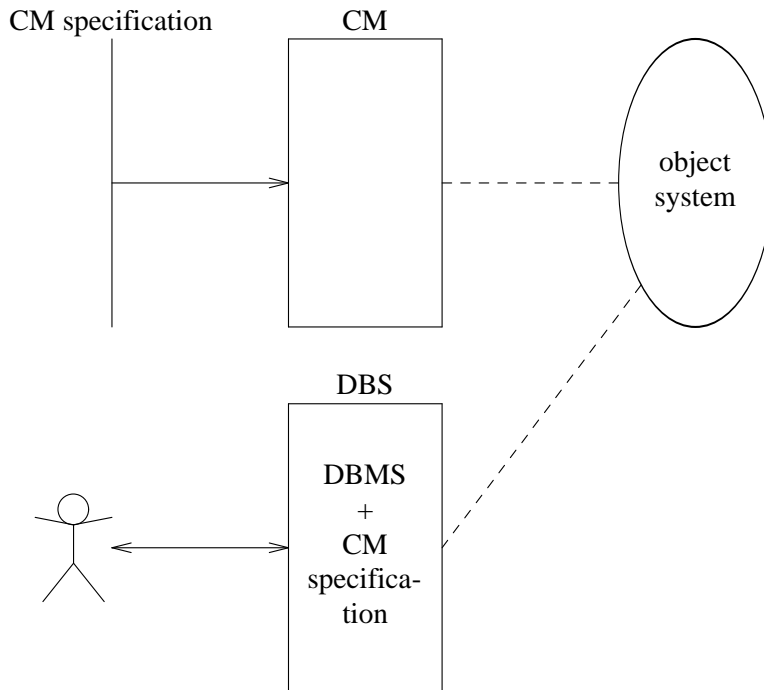 CM specification
CM
object
system
DBS
DBMS
+
CM
specifica-
tion